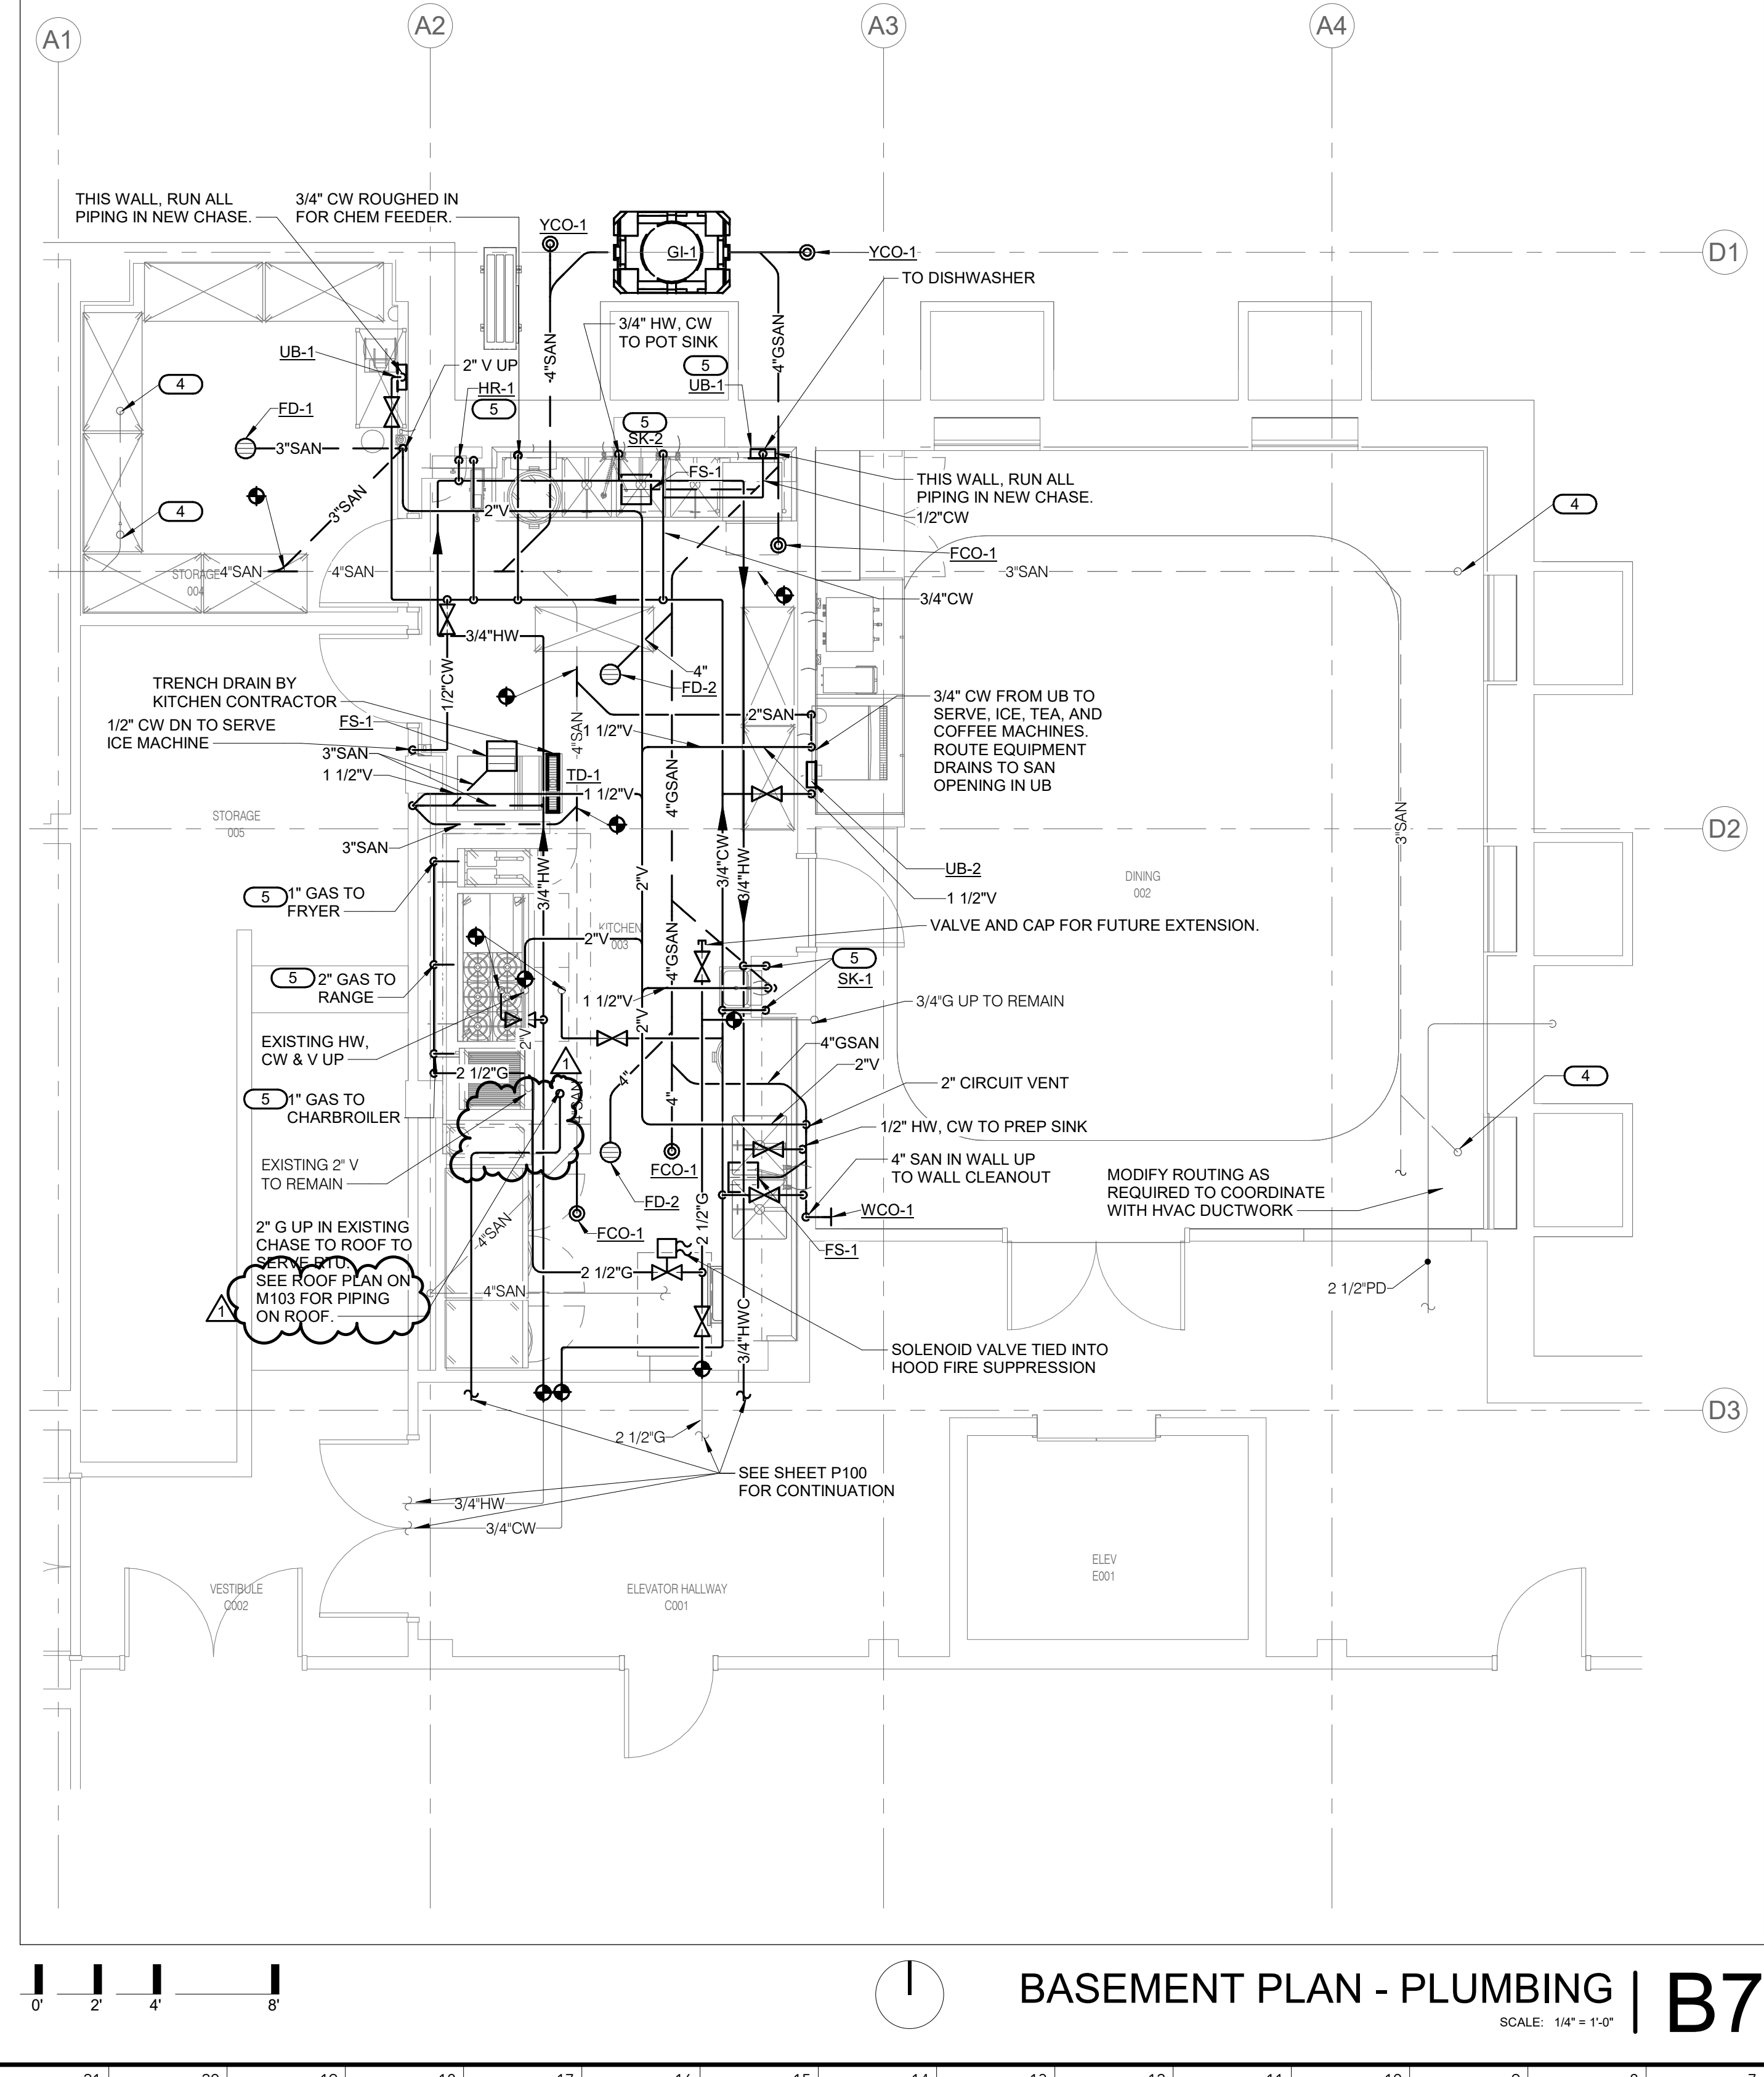 A1
A2
A3
A4
THIS WALL, RUN ALL
PIPING IN NEW CHASE.
3/4" CW ROUGHED IN
FOR CHEM FEEDER.
YCO-1
GI-1
YCO-1
D1
TO DISHWASHER
3/4" HW, CW
TO POT SINK
4"SAN
4"GSAN
UB-1
2" V UP
HR-1
5
5
UB-1
4
FD-1
5
SK-2
3"SAN
FS-1
THIS WALL, RUN ALL
PIPING IN NEW CHASE.
4
3"SAN
2"V
1/2"CW
4
FCO-1
STORAGE
004
4"SAN
4"SAN
3"SAN
3/4"CW
3/4"HW
4"
FD-2
TRENCH DRAIN BY
KITCHEN CONTRACTOR
1/2"CW
FS-1
1/2" CW DN TO SERVE
ICE MACHINE
2"SAN
4"SAN
1 1/2"V
3/4" CW FROM UB TO
SERVE, ICE, TEA, AND
COFFEE MACHINES.
ROUTE EQUIPMENT
DRAINS TO SAN
OPENING IN UB
3"SAN
1 1/2"V
TD-1
1 1/2"V
4"GSAN
STORAGE
005
3"SAN
D2
3"SAN
3/4"HW
2"V
3/4"CW
3/4"HW
UB-2
DINING
002
5
1" GAS TO
FRYER
1 1/2"V
VALVE AND CAP FOR FUTURE EXTENSION.
KITCHEN
003
2"V
4"GSAN
5
SK-1
5
2" GAS TO
RANGE
1 1/2"V
3/4"G UP TO REMAIN
EXISTING HW,
CW & V UP
2"V
2"V
4"GSAN
2"V
1
2 1/2"G
4"
2" CIRCUIT VENT
4
5
1" GAS TO
CHARBROILER
4"SAN
4"
1/2" HW, CW TO PREP SINK
EXISTING 2" V
TO REMAIN
FCO-1
4" SAN IN WALL UP
TO WALL CLEANOUT
MODIFY ROUTING AS
REQUIRED TO COORDINATE
WITH HVAC DUCTWORK
FD-2
WCO-1
2" G UP IN EXISTING
CHASE TO ROOF TO
SERVE RTU.
SEE ROOF PLAN ON
M103 FOR PIPING
ON ROOF.
4"SAN
FCO-1
2 1/2"G
FS-1
1
2 1/2"G
4"SAN
2 1/2"PD
3/4"HWC
SOLENOID VALVE TIED INTO
HOOD FIRE SUPPRESSION
D3
2 1/2"G
SEE SHEET P100
FOR CONTINUATION
3/4"HW
3/4"CW
VESTIBULE
C002
ELEVATOR HALLWAY
C001
ELEV
E001
0'
2'
4'
8'
BASEMENT PLAN - PLUMBING
SCALE: 1/4" = 1'-0"
B7